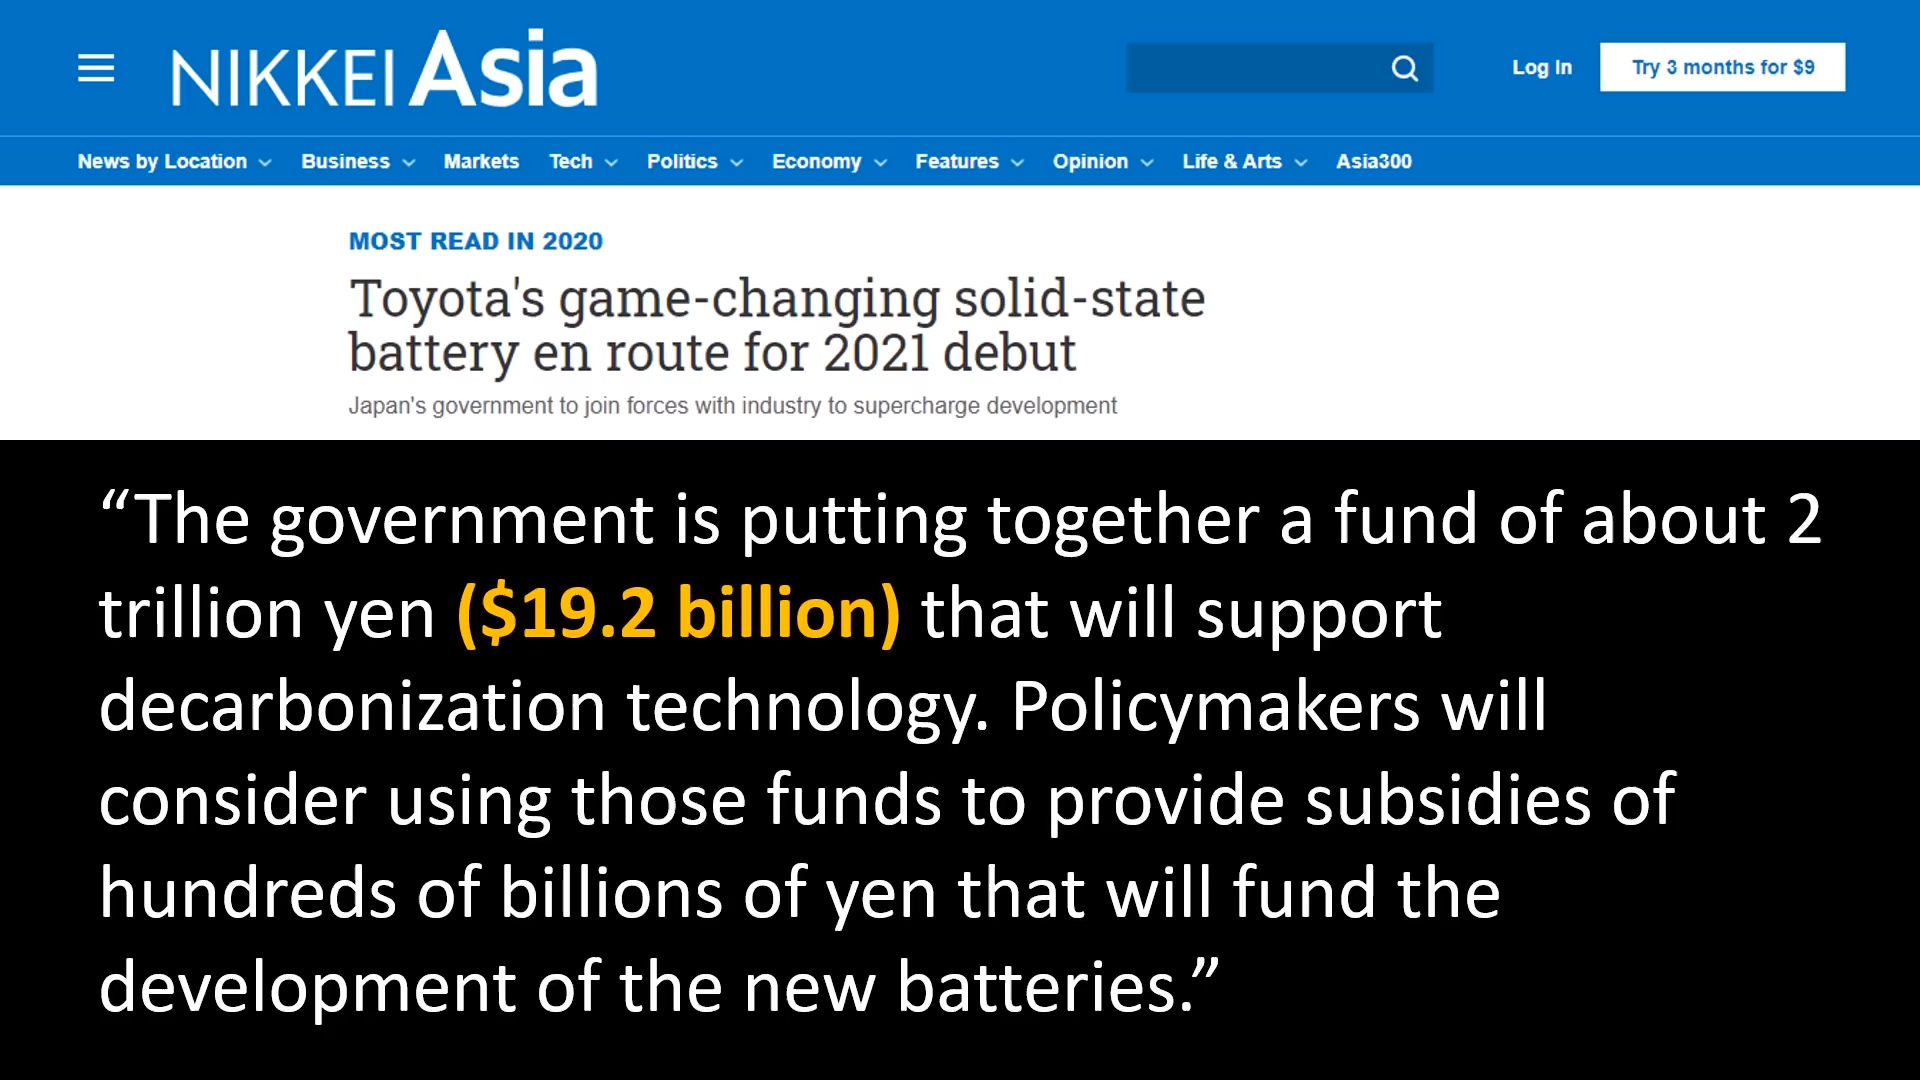 NIKKEI Asia
Log In
Try 3 months for $9
News by Location
Business
Markets
Tech
Politics
Economy
Features
Opinion
Life & Arts
Asia300
MOST READ IN 2020
Toyota's game-changing solid-state
battery en route for 2021 debut
Japan's government to join forces with industry to supercharge development
“The government is putting together a fund of about 2
trillion yen ($19.2 billion) that will support
decarbonization technology. Policymakers will
consider using those funds to provide subsidies of
hundreds of billions of yen that will fund the
development of the new batteries.”